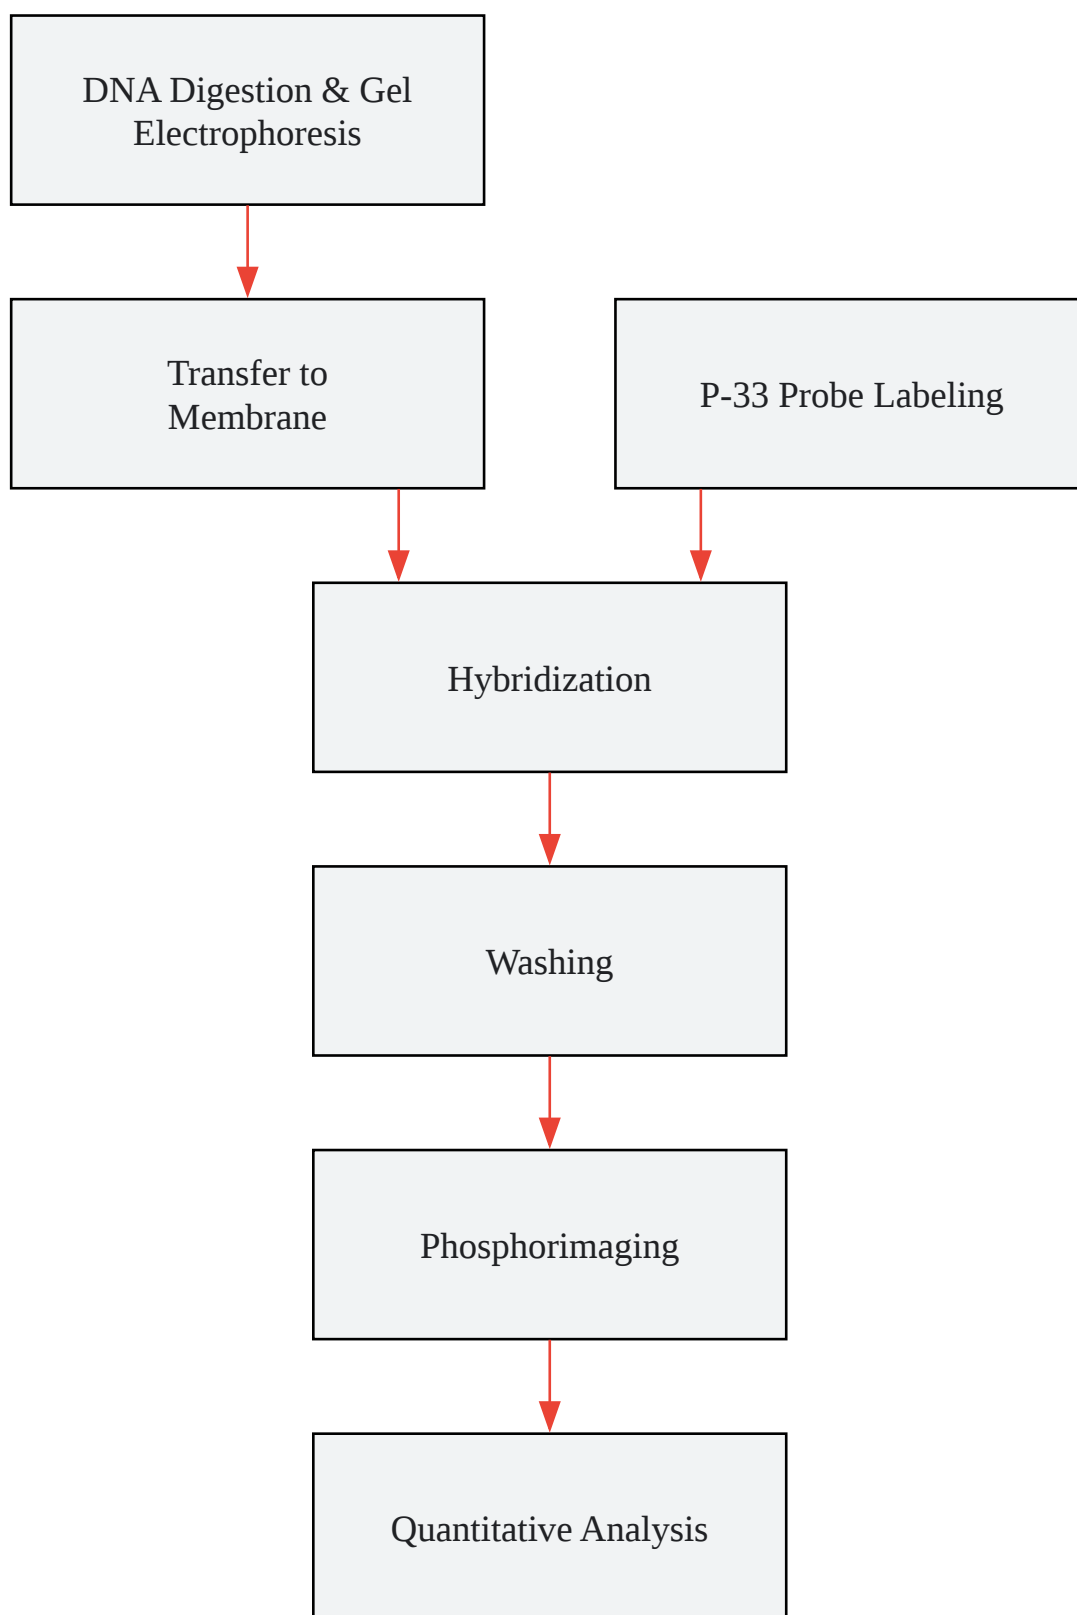 DNA Digestion & Gel
Electrophoresis
Transfer to
Membrane
P-33 Probe Labeling
Hybridization
Washing
Phosphorimaging
Quantitative Analysis